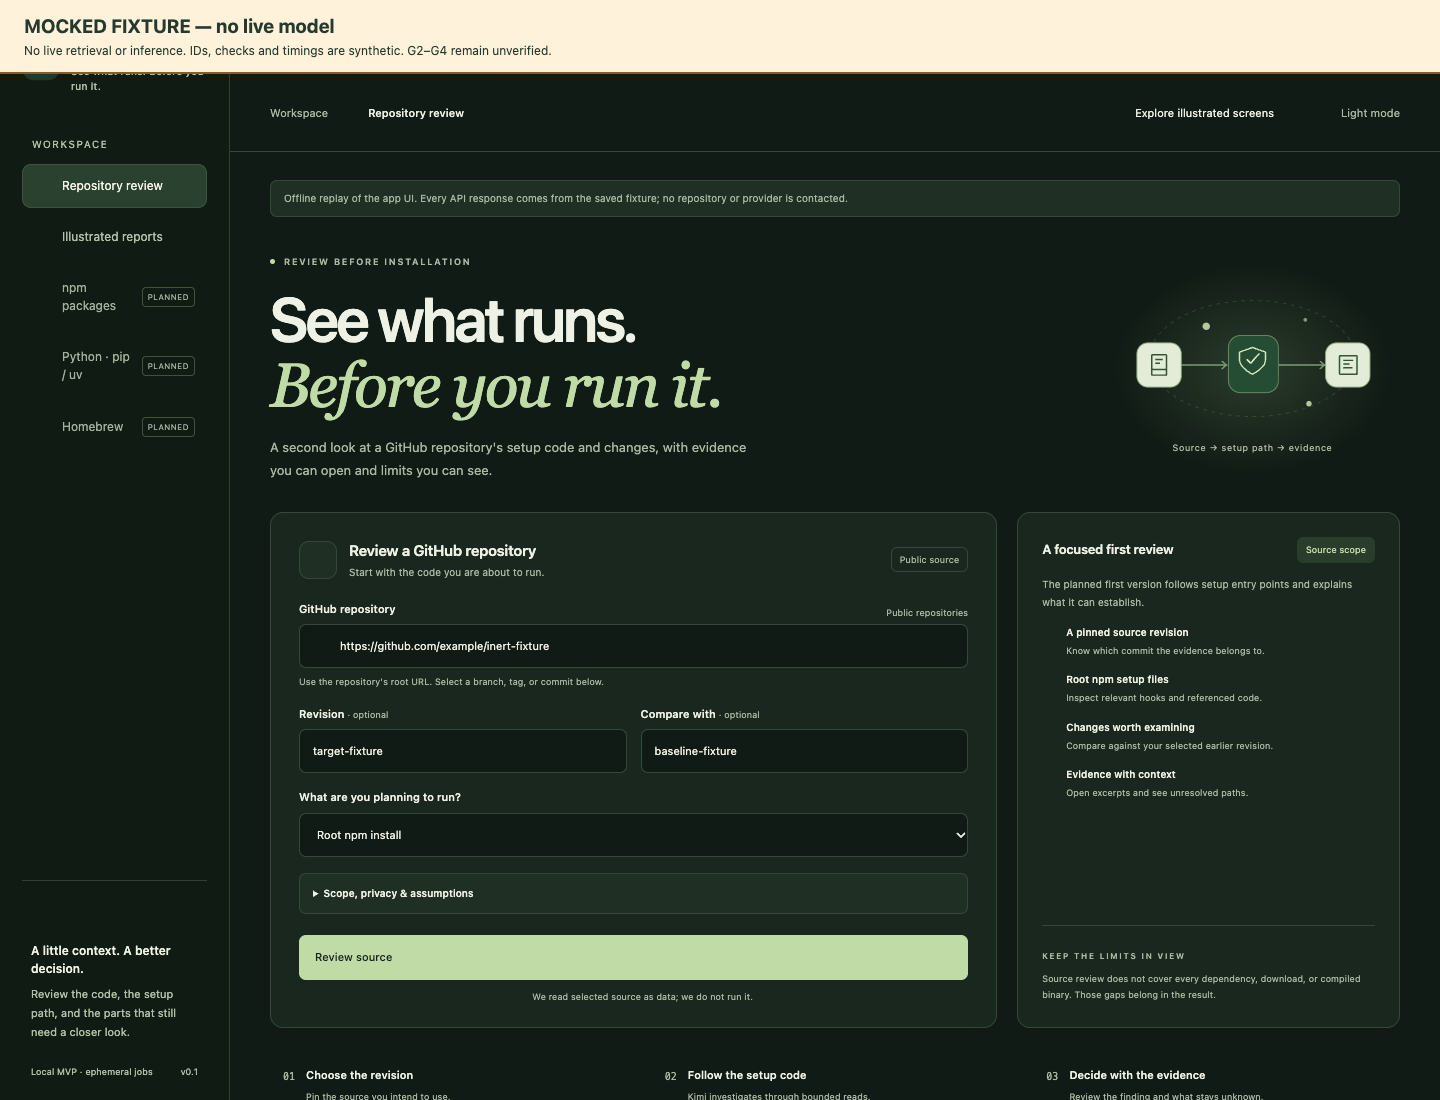 MOCKED FIXTURE — no live model
No live retrieval or inference. IDs, checks and timings are synthetic. G2–G4 remain unverified.
run it.
WORKSPACE
Repository review
Illustrated reports
npm
packages
PLANNED
Python · pip
/ uv
PLANNED
Homebrew
PLANNED
A little context. A better
decision.
Review the code, the setup
path, and the parts that still
need a closer look.
Local MVP · ephemeral jobs
v0.1
Workspace
Repository review
Explore illustrated screens
Light mode
Offline replay of the app UI. Every API response comes from the saved fixture; no repository or provider is contacted.
REVIEW BEFORE INSTALLATION
See what runs.
Before you run it.
A second look at a GitHub repository's setup code and changes, with evidence
you can open and limits you can see.
Source → setup path → evidence
Review a GitHub repository
Start with the code you are about to run.
Public source
GitHub repository
Public repositories
https://github.com/example/inert-fixture
Use the repository's root URL. Select a branch, tag, or commit below.
Revision · optional
Compare with · optional
target-fixture
baseline-fixture
What are you planning to run?
Root npm install
Scope, privacy & assumptions
Review source
We read selected source as data; we do not run it.
A focused first review
Source scope
The planned first version follows setup entry points and explains
what it can establish.
A pinned source revision
Know which commit the evidence belongs to.
Root npm setup files
Inspect relevant hooks and referenced code.
Changes worth examining
Compare against your selected earlier revision.
Evidence with context
Open excerpts and see unresolved paths.
KEEP THE LIMITS IN VIEW
Source review does not cover every dependency, download, or compiled
binary. Those gaps belong in the result.
01 Choose the revision
Pin the source you intend to use.
02 Follow the setup code
Kimi investigates through bounded reads.
03 Decide with the evidence
Review the finding and what stays unknown.